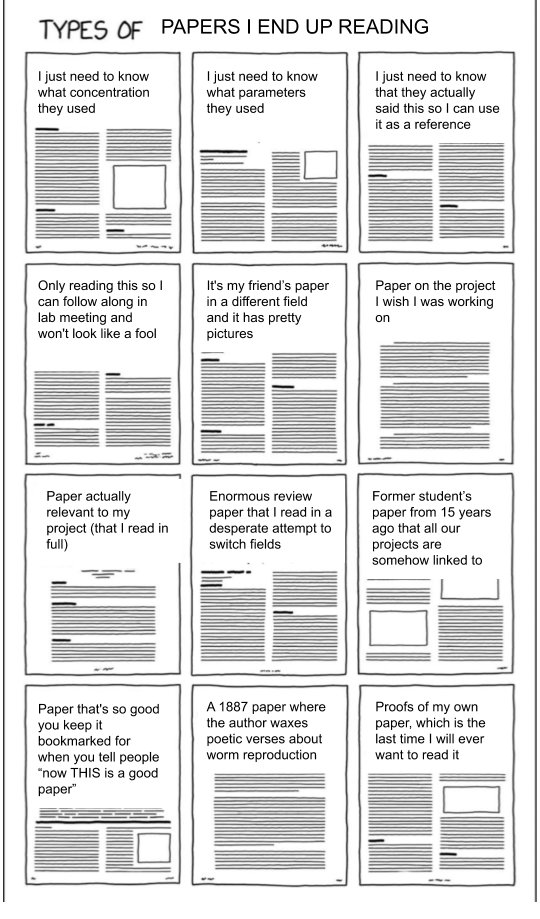 TYPES OF PAPERS I END UP READING
I just need to know
what concentration
they used
I just need to know
what parameters
they used
I just need to know
that they actually
said this so I can use
it as a reference
Only reading this so I
can follow along in
lab meeting and
won't look like a fool
It's my friend's paper
in a different field
and it has pretty
pictures
Paper on the project
I wish I was working
on
Paper actually
relevant to my
project (that I read in
full)
Enormous review
paper that I read in a
desperate attempt to
switch fields
Former student's
paper from 15 years
ago that all our
projects are
somehow linked to
Paper that's so good
you keep it
bookmarked for
when you tell people
“now THIS is a good
paper”
A 1887 paper where
the author waxes
poetic verses about
worm reproduction
Proofs of my own
paper, which is the
last time I will ever
want to read it